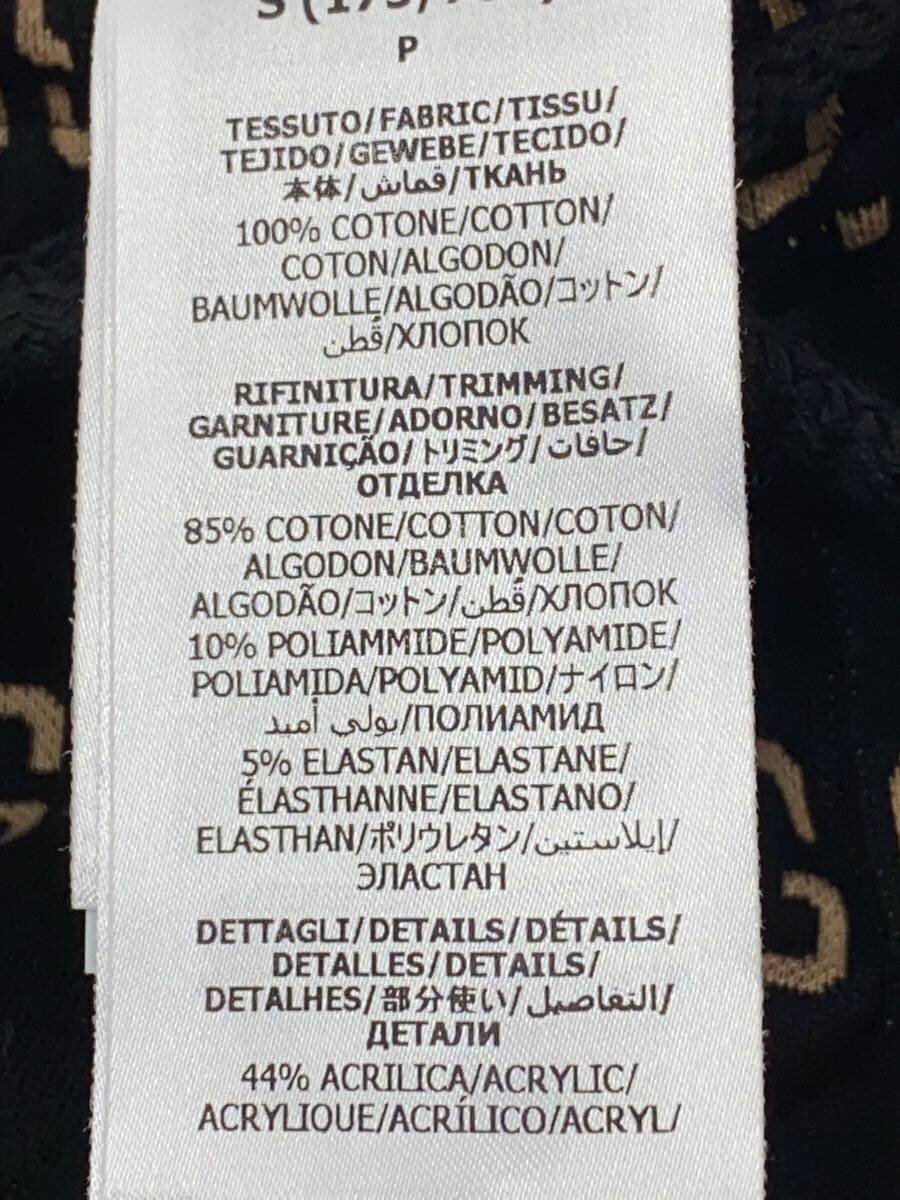 P
TESSUTO/FABRIC/TISSU/
TEJIDO/GEWEBE/TECIDO/
本体/قماش/ТКАНЬ
100% COTONE/COTTON/
COTON/ALGODON/
BAUMWOLLE/ALGODÃO/コットン/
قُطن/ХЛОПОК
RIFINITURA/TRIMMING/
GARNITURE/ADORNO/BESATZ/
GUARNIÇÃO/トリミング/حافات/
ОТДЕЛКА
85% COTONE/COTTON/COTON/
ALGODON/BAUMWOLLE/
ALGODÃO/コットン/قُطن/ХЛОПОК
10% POLIAMMIDE/POLYAMIDE/
POLIAMIDA/POLYAMID/ナイロン/
بولي أميد/ПОЛИАМИД
5% ELASTAN/ELASTANE/
ÉLASTHANNE/ELASTANO/
ELASTHAN/ポリウレタン/إيلاستين/
ЭЛАСТАН
DETTAGLI/DETAILS/DÉTAILS/
DETALLES/DETAILS/
DETALHES/部分使い/التفاصيل/
ДЕТАЛИ
44% ACRILICA/ACRYLIC/
ACRYLIQUE/ACRÍLICO/ACRYL/